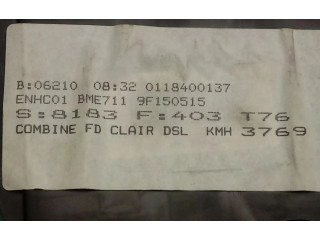 B:06210 08:32 0118400137
ENHC01 BME711 9F150515
S:8183 F:403 T76
COMBINE FD CLAIR DSL KMH 3769